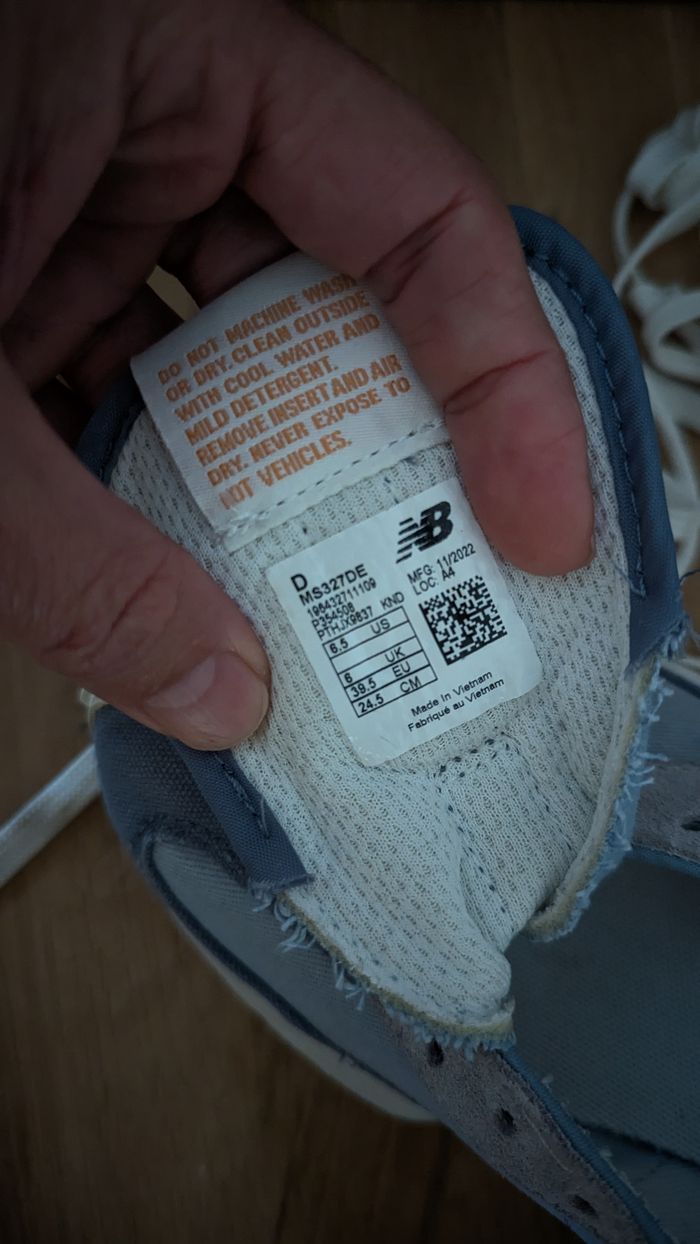 DO NOT MACHINE WASH
OR DRY. CLEAN OUTSIDE
WITH COOL WATER AND
MILD DETERGENT.
REMOVE INSERT AND AIR
DRY. NEVER EXPOSE TO
HOT VEHICLES.
NB
D
MS327DE
196432711109
P354508
PTHJX9837 KND
MFG: 11/2022
LOC: A4
6.5 US
6 UK
39.5 EU
24.5 CM
Made In Vietnam
Fabriqué au Vietnam